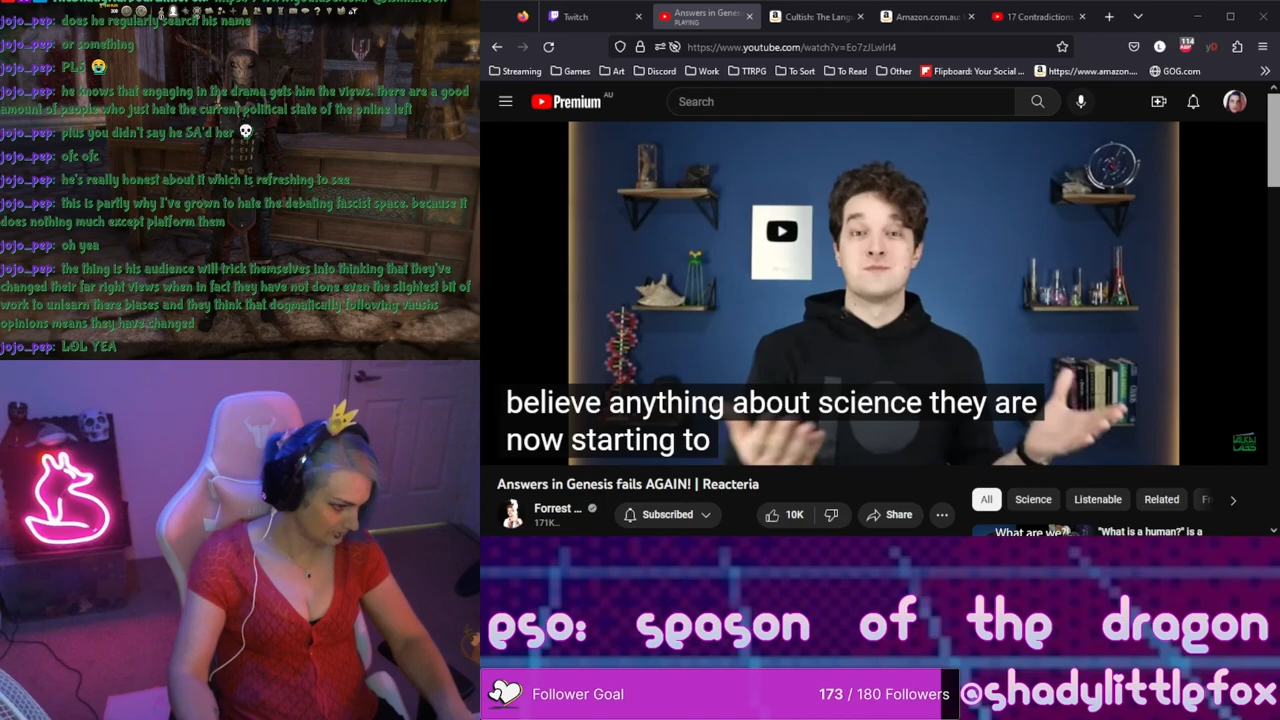 jojo_pep: does he regularly search his name
jojo_pep: or something
jojo_pep: PLS
jojo_pep: he knows that engaging in the drama gets him the views. there are a good
amount of people who just hate the current political state of the online left
jojo_pep: plus you didn't say he SA'd her
jojo_pep: ofc ofc
jojo_pep: he's really honest about it which is refreshing to see
jojo_pep: this is partly why I've grown to hate the debating fascist space. because it
does nothing much except platform them
jojo_pep: oh yea
jojo_pep: the thing is his audience will trick themselves into thinking that they've
changed their far right views when in fact they have not done even the slightest bit of
work to unlearn there biases and they think that dogmatically following vaushs
opinions means they have changed
jojo_pep: LOL YEA
Twitch
Answers in Genesis
PLAYING
Cultish: The Lang
Amazon.com.au:
17 Contradictions
https://www.youtube.com/watch?v=Eo7zJLwIrI4
114
Streaming Games Art Discord Work TTRPG To Sort To Read Other Flipboard: Your Social ... https://www.amazon.... GOG.com
Premium AU
Search
believe anything about science they are
now starting to
Answers in Genesis fails AGAIN! | Reacteria
Forrest ...
171K...
Subscribed
10K
Share
All Science Listenable Related
What are we?!
"What is a human?" is a
eso: season of the dragon
Follower Goal 173 / 180 Followers
@shadylittlefox